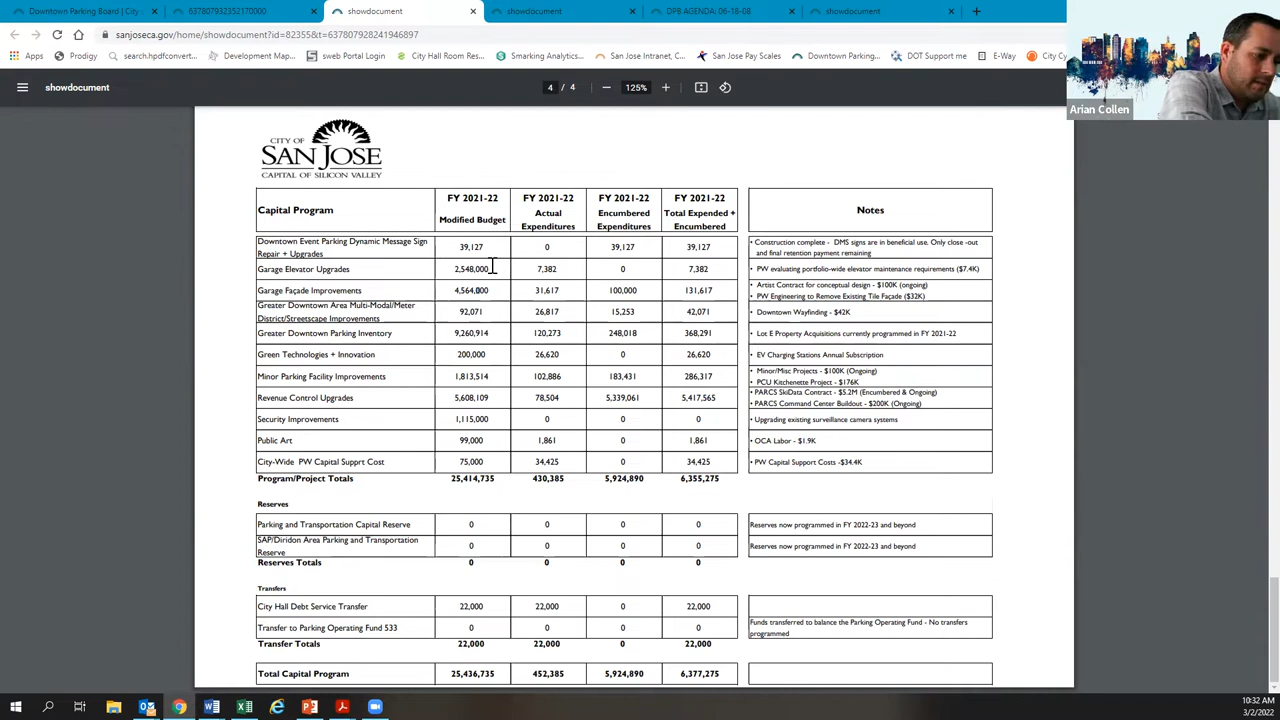 Downtown Parking Board | City
637807932352170000
showdocument
showdocument
DPB AGENDA: 06-18-08
showdocument
sanjoseca.gov/home/showdocument?id=82355&t=637807928241946897
Apps
Prodigy
search.hpdfconvert...
Development Map...
sweb Portal Login
City Hall Room Res...
Smarking Analytics...
San Jose Intranet, C...
San Jose Pay Scales
Downtown Parking...
DOT Support me
E-Way
City Cy
Arian Collen
showdocument
4 / 4
125%
CITY OF
SAN JOSE
CAPITAL OF SILICON VALLEY
Capital Program
FY 2021-22 Modified Budget
FY 2021-22 Actual Expenditures
FY 2021-22 Encumbered Expenditures
FY 2021-22 Total Expended + Encumbered
Notes
Downtown Event Parking Dynamic Message Sign Repair + Upgrades 39,127 0 39,127 39,127
• Construction complete - DMS signs are in beneficial use. Only close -out and final retention payment remaining
Garage Elevator Upgrades 2,548,000 7,382 0 7,382
• PW evaluating portfolio-wide elevator maintenance requirements ($7.4K)
Garage Façade Improvements 4,564,000 31,617 100,000 131,617
• Artist Contract for conceptual design - $100K (ongoing)
• PW Engineering to Remove Existing Tile Façade ($32K)
Greater Downtown Area Multi-Modal/Meter District/Streetscape Improvements 92,071 26,817 15,253 42,071
• Downtown Wayfinding - $42K
Greater Downtown Parking Inventory 9,260,914 120,273 248,018 368,291
• Lot E Property Acquisitions currently programmed in FY 2021-22
Green Technologies + Innovation 200,000 26,620 0 26,620
• EV Charging Stations Annual Subscription
Minor Parking Facility Improvements 1,813,514 102,886 183,431 286,317
• Minor/Misc Projects - $100K (Ongoing)
• PCU Kitchenette Project - $176K
Revenue Control Upgrades 5,608,109 78,504 5,339,061 5,417,565
• PARCS SkiData Contract - $5.2M (Encumbered & Ongoing)
• PARCS Command Center Buildout - $200K (Ongoing)
Security Improvements 1,115,000 0 0 0
• Upgrading existing surveillance camera systems
Public Art 99,000 1,861 0 1,861
• OCA Labor - $1.9K
City-Wide PW Capital Supprt Cost 75,000 34,425 0 34,425
• PW Capital Support Costs -$34.4K
Program/Project Totals 25,414,735 430,385 5,924,890 6,355,275
Reserves
Parking and Transportation Capital Reserve 0 0 0 0
Reserves now programmed in FY 2022-23 and beyond
SAP/Diridon Area Parking and Transportation Reserve 0 0 0 0
Reserves now programmed in FY 2022-23 and beyond
Reserves Totals 0 0 0 0
Transfers
City Hall Debt Service Transfer 22,000 22,000 0 22,000
Transfer to Parking Operating Fund 533 0 0 0 0
Funds transferred to balance the Parking Operating Fund - No transfers programmed
Transfer Totals 22,000 22,000 0 22,000
Total Capital Program 25,436,735 452,385 5,924,890 6,377,275
10:32 AM
3/2/2022